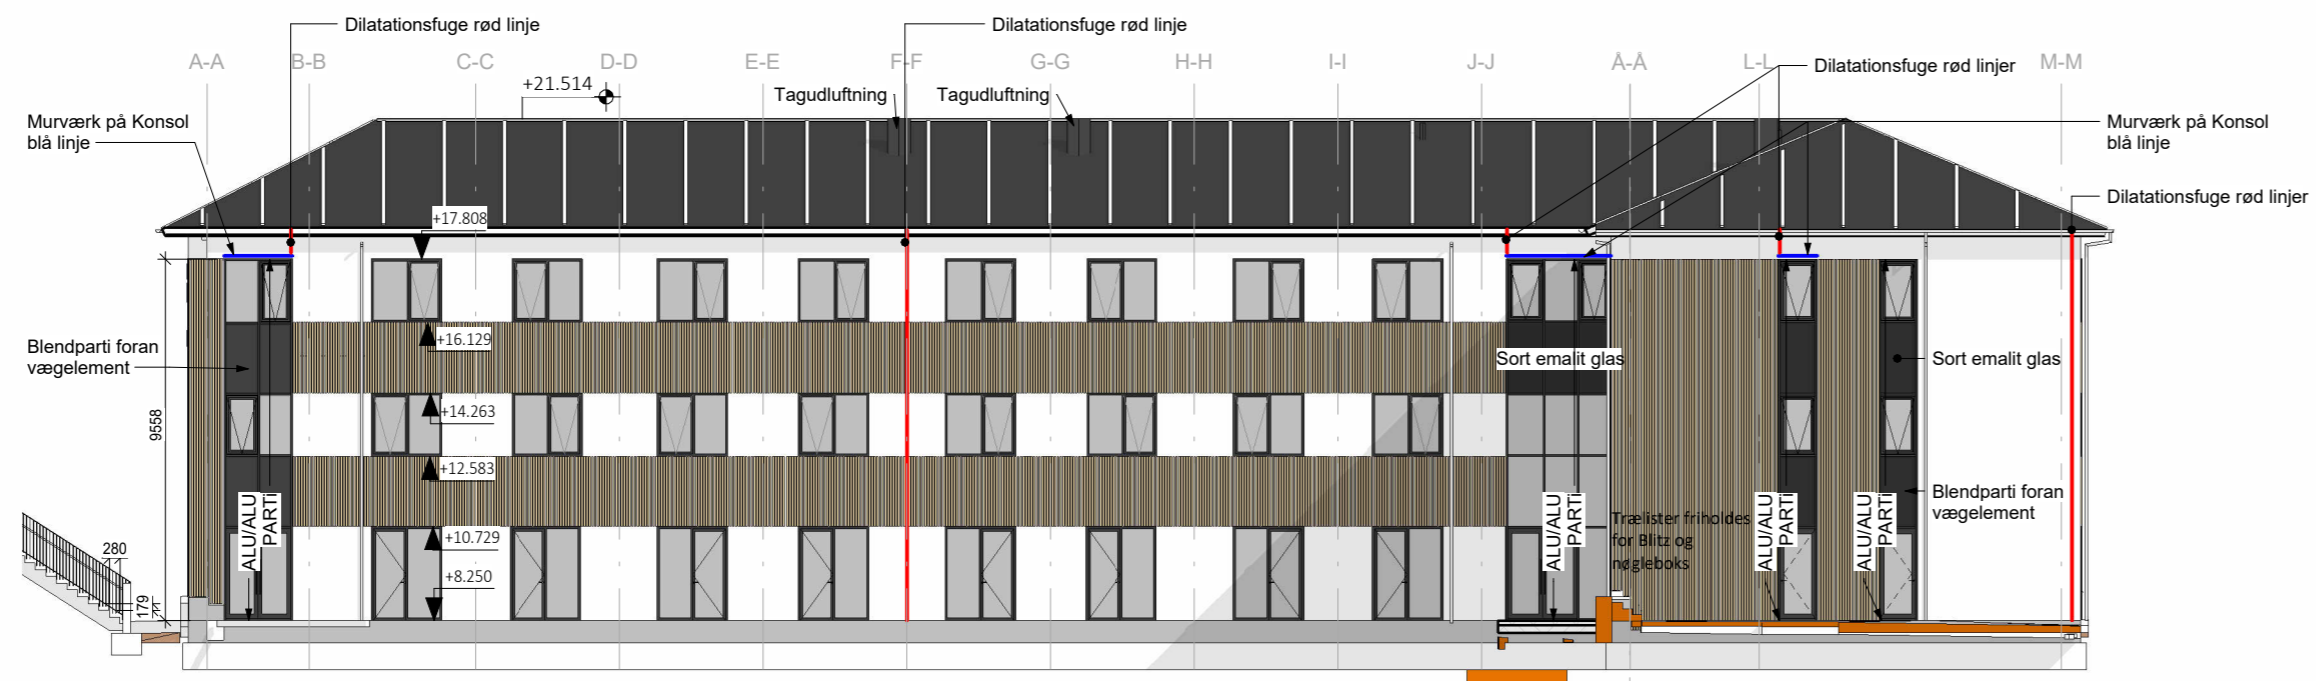 Dilatationsfuge rød linje
Dilatationsfuge rød linje
A-A
B-B
C-C
D-D
E-E
F-F
G-G
H-H
I-I
J-J
Å-Å
L-L
M-M
Dilatationsfuge rød linjer
+21.514
Tagudluftning
Tagudluftning
Murværk på Konsol
blå linje
Murværk på Konsol
blå linje
Dilatationsfuge rød linjer
+17.808
+16.129
Blendparti foran
vægelement
Sort emalit glas
Sort emalit glas
9558
+14.263
+12.583
ALU/ALU
PARTi
ALU/ALU
PARTi
ALU/ALU
PARTi
ALU/ALU
PARTi
Blendparti foran
vægelement
Trælister friholdes
for Blitz og
nøgleboks
+10.729
280
+8.250
179